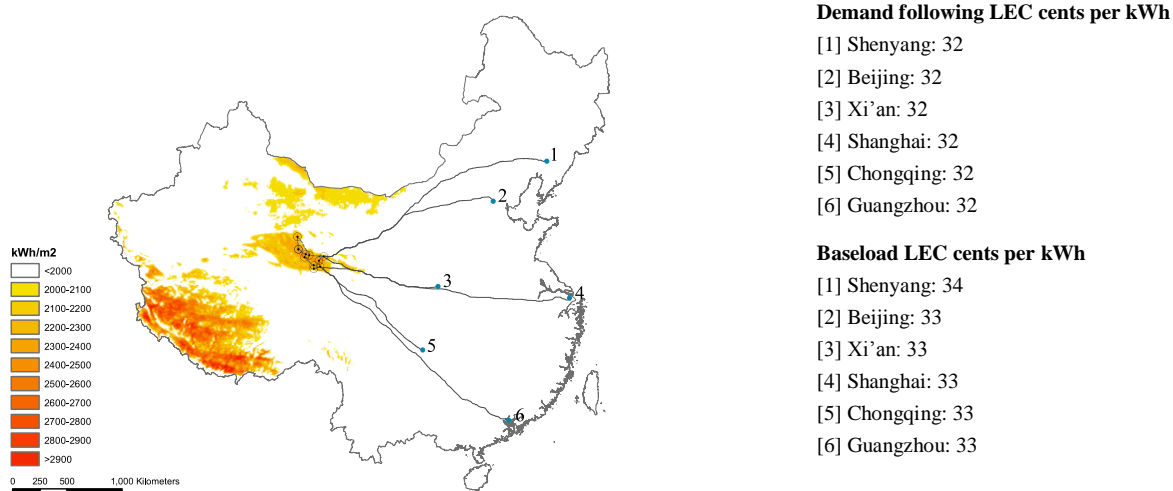 Demand following LEC cents per kWh
[1] Shenyang: 32
[2] Beijing: 32
[3] Xi’an: 32
[4] Shanghai: 32
[5] Chongqing: 32
[6] Guangzhou: 32
Baseload LEC cents per kWh
[1] Shenyang: 34
[2] Beijing: 33
[3] Xi’an: 33
[4] Shanghai: 33
[5] Chongqing: 33
[6] Guangzhou: 33
1
2
3
4
5
6
kWh/m2
<2000
2000-2100
2100-2200
2200-2300
2300-2400
2400-2500
2500-2600
2600-2700
2700-2800
2800-2900
>2900
0 250 500 1,000 Kilometers